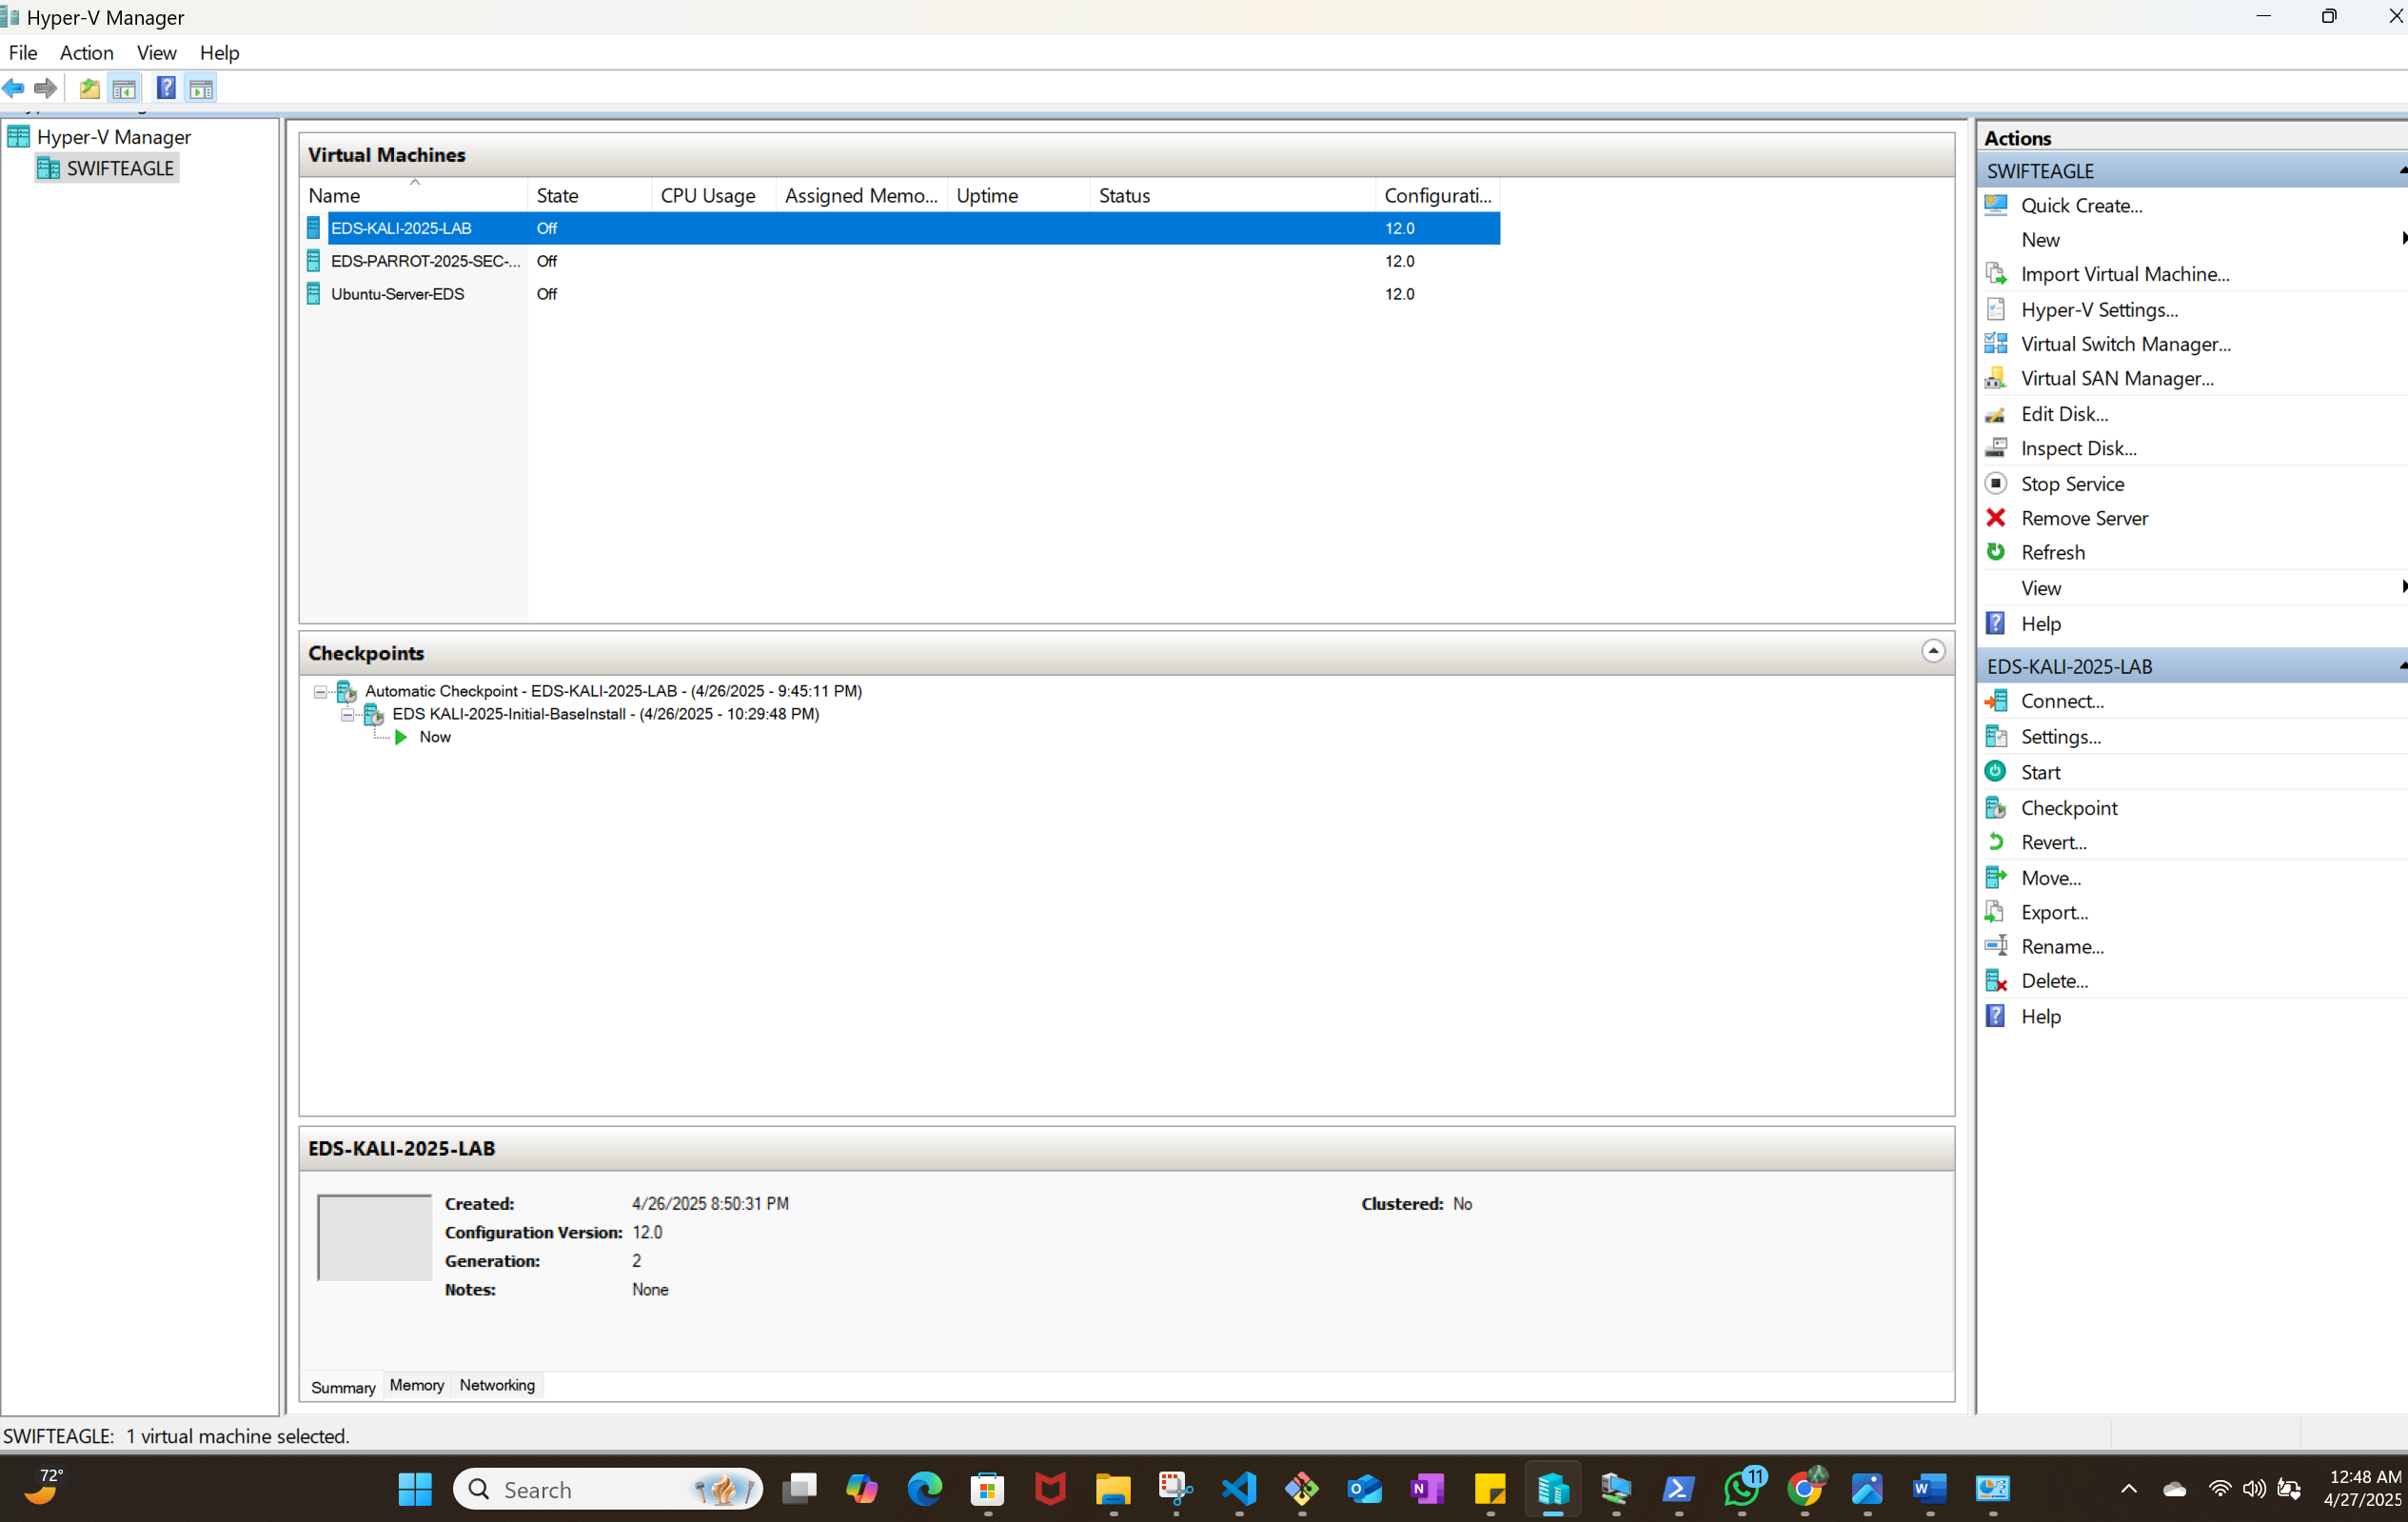 Hyper-V Manager
File Action View Help
Hyper-V Manager
SWIFTEAGLE
Virtual Machines
Name State CPU Usage Assigned Memo... Uptime Status Configurati...
EDS-KALI-2025-LAB Off 12.0
EDS-PARROT-2025-SEC-... Off 12.0
Ubuntu-Server-EDS Off 12.0
Checkpoints
Automatic Checkpoint - EDS-KALI-2025-LAB - (4/26/2025 - 9:45:11 PM)
EDS KALI-2025-Initial-BaseInstall - (4/26/2025 - 10:29:48 PM)
Now
EDS-KALI-2025-LAB
Created: 4/26/2025 8:50:31 PM Clustered: No
Configuration Version: 12.0
Generation: 2
Notes: None
Summary Memory Networking
Actions
SWIFTEAGLE
Quick Create...
New
Import Virtual Machine...
Hyper-V Settings...
Virtual Switch Manager...
Virtual SAN Manager...
Edit Disk...
Inspect Disk...
Stop Service
Remove Server
Refresh
View
Help
EDS-KALI-2025-LAB
Connect...
Settings...
Start
Checkpoint
Revert...
Move...
Export...
Rename...
Delete...
Help
SWIFTEAGLE: 1 virtual machine selected.
72°
Search
11
12:48 AM
4/27/2025